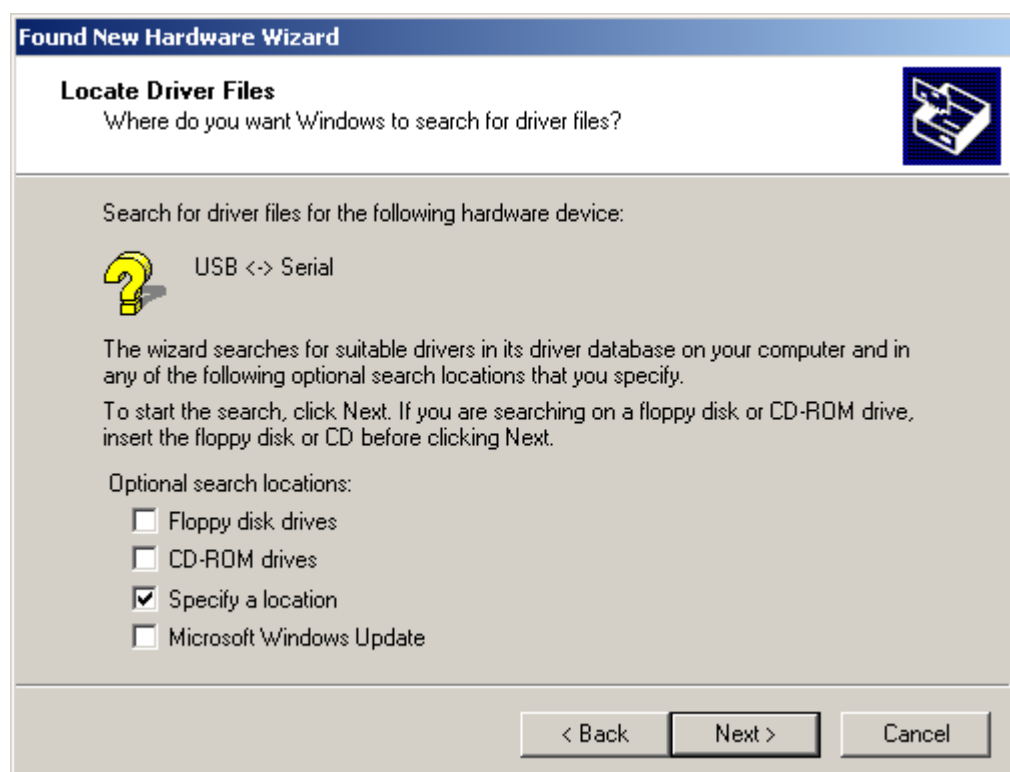 Found New Hardware Wizard
Locate Driver Files
Where do you want Windows to search for driver files?
Search for driver files for the following hardware device:
USB <-> Serial
The wizard searches for suitable drivers in its driver database on your computer and in
any of the following optional search locations that you specify.
To start the search, click Next. If you are searching on a floppy disk or CD-ROM drive,
insert the floppy disk or CD before clicking Next.
Optional search locations:
Floppy disk drives
CD-ROM drives
Specify a location
Microsoft Windows Update
< Back Next > Cancel